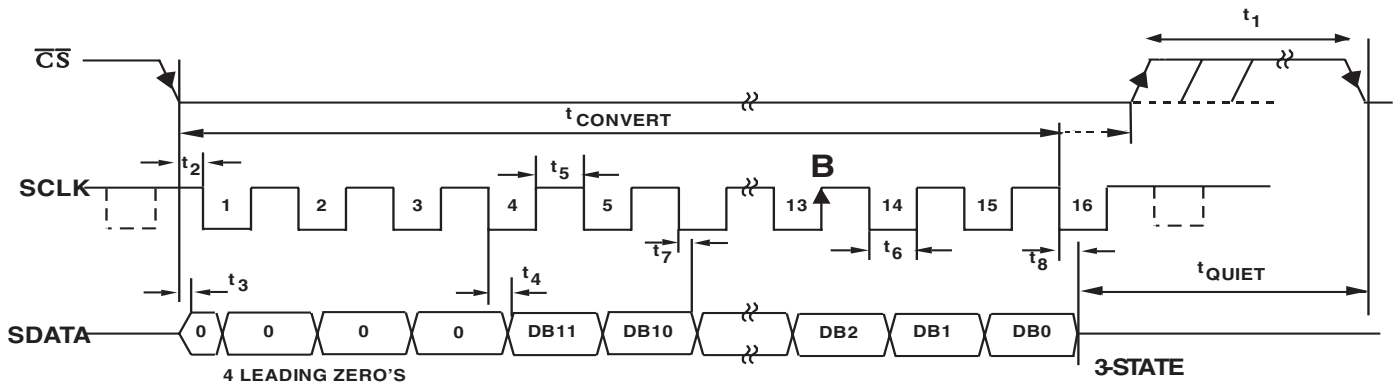 t1
CS
tCONVERT
t2
t5
B
SCLK
1
2
3
4
5
13
14
15
16
t7
t6
t8
t3
t4
tQUIET
SDATA
0
0
0
0
DB11
DB10
DB2
DB1
DB0
4 LEADING ZERO'S
3-STATE